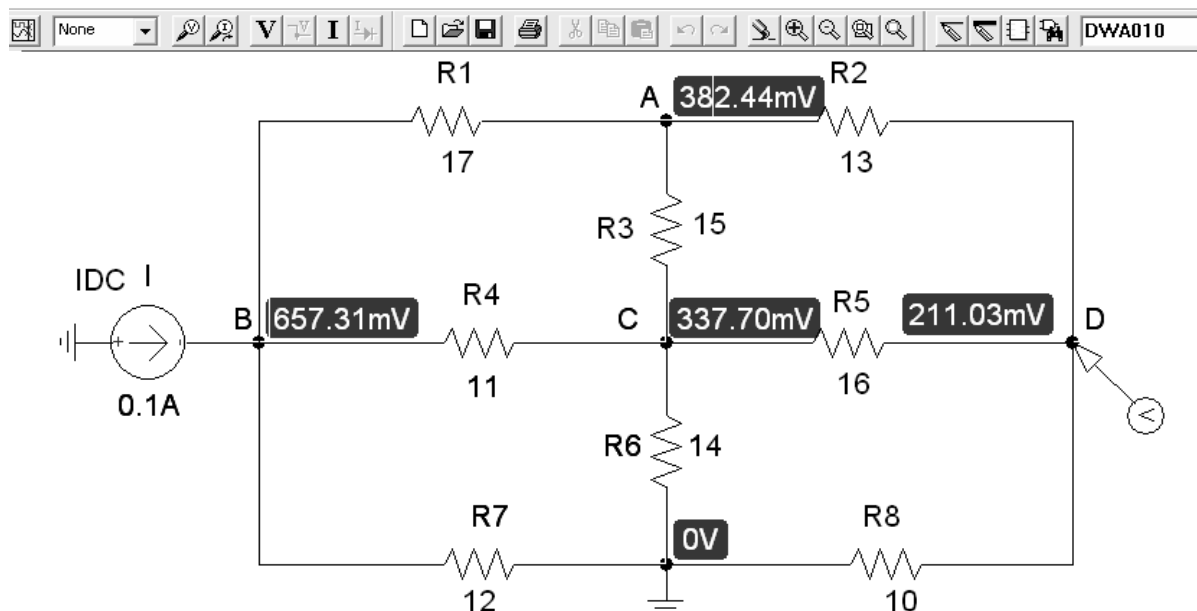 None V I DWA010
R1 A 382.44mV R2
17 13
R3 15
IDC I
B 657.31mV R4 C 337.70mV R5 211.03mV D
11 16
0.1A
R6 14
R7 0V R8
12 10